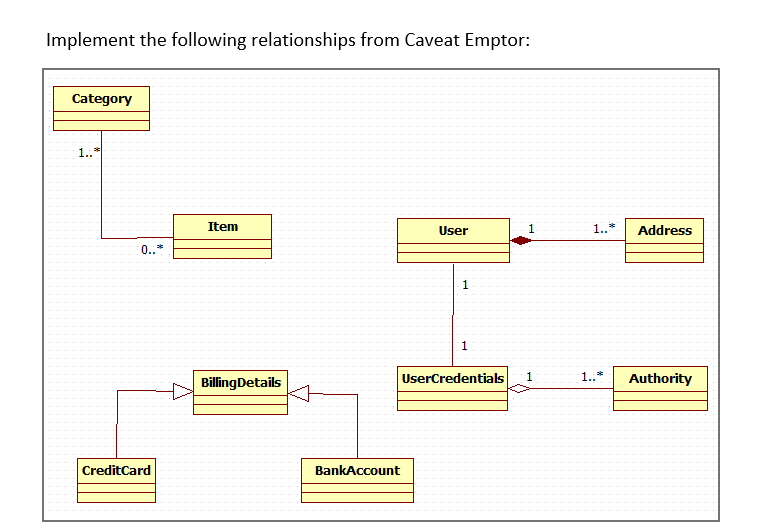 Implement the following relationships from Caveat Emptor:
Category
1..*
Item
0..*
User
1
1..*
Address
1
1
UserCredentials
1
1..*
Authority
BillingDetails
CreditCard
BankAccount